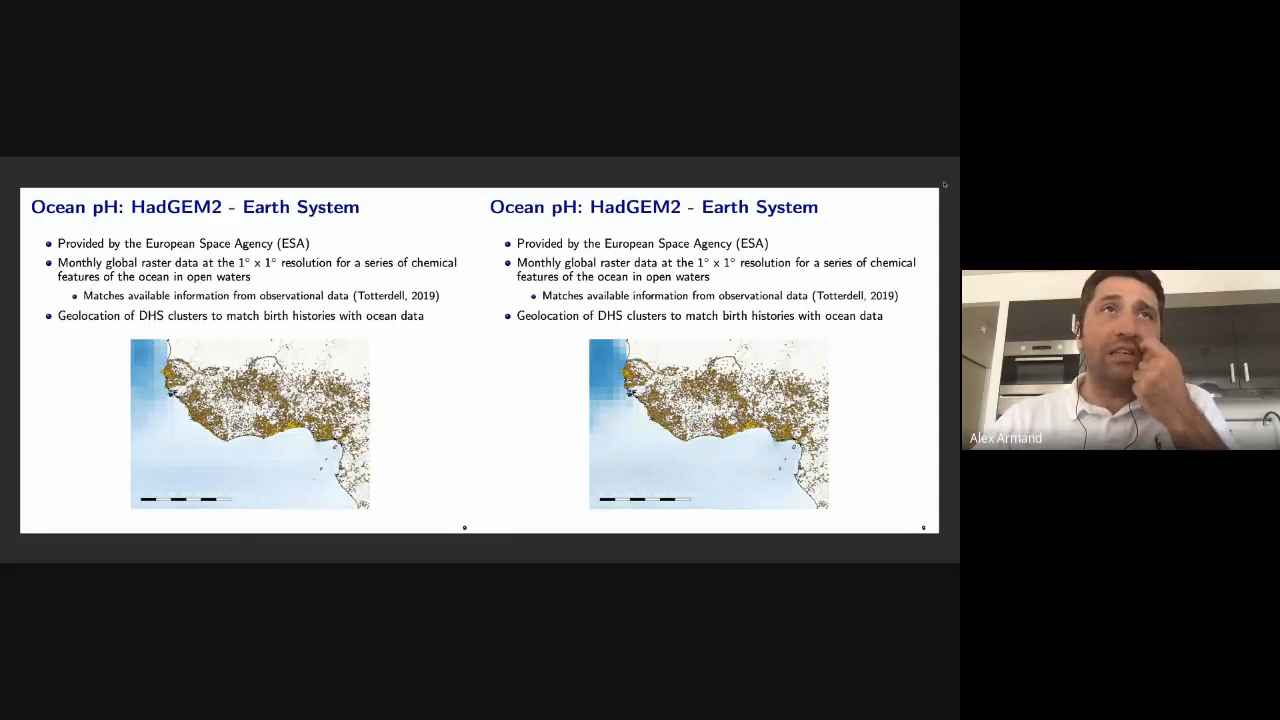 Ocean pH: HadGEM2 - Earth System
Provided by the European Space Agency (ESA)
Monthly global raster data at the 1° x 1° resolution for a series of chemical
features of the ocean in open waters
Matches available information from observational data (Totterdell, 2019)
Geolocation of DHS clusters to match birth histories with ocean data
9
Ocean pH: HadGEM2 - Earth System
Provided by the European Space Agency (ESA)
Monthly global raster data at the 1° x 1° resolution for a series of chemical
features of the ocean in open waters
Matches available information from observational data (Totterdell, 2019)
Geolocation of DHS clusters to match birth histories with ocean data
9
Alex Armand